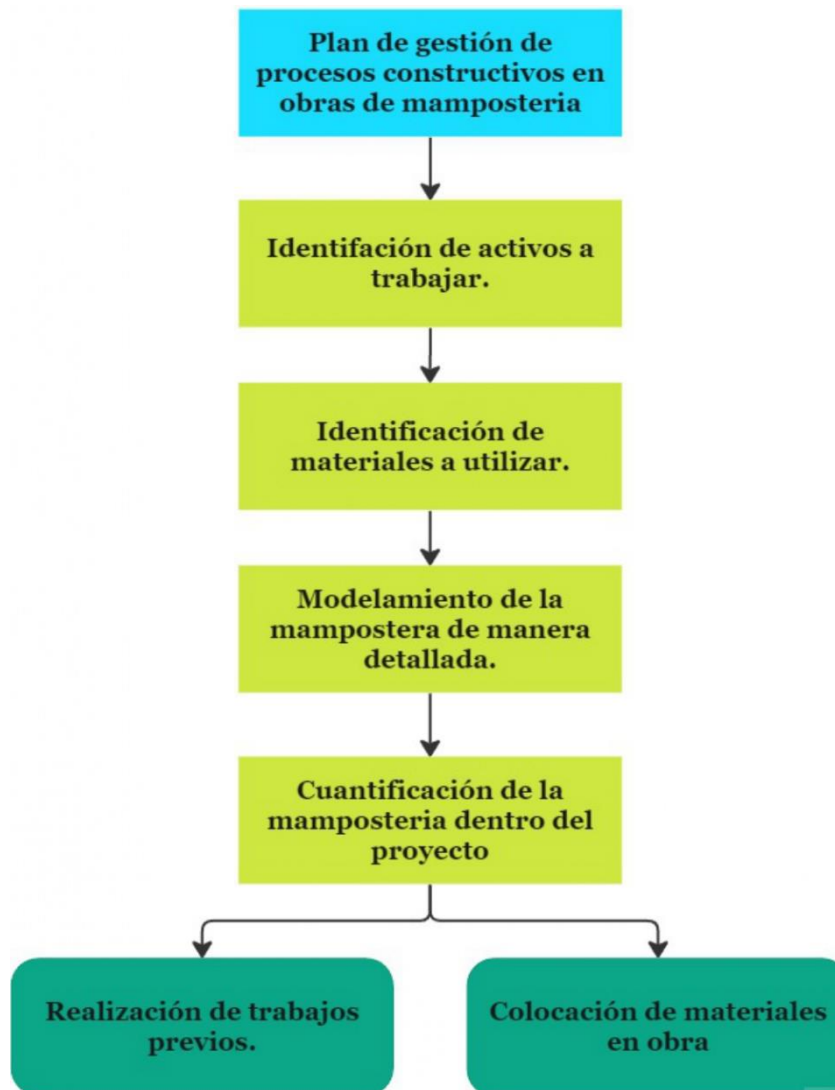 Plan de gestión de
procesos constructivos en
obras de mamposteria
Identifación de activos a
trabajar.
Identificación de
materiales a utilizar.
Modelamiento de la
mampostera de manera
detallada.
Cuantificación de la
mamposteria dentro del
proyecto
Realización de trabajos
previos.
Colocación de materiales
en obra